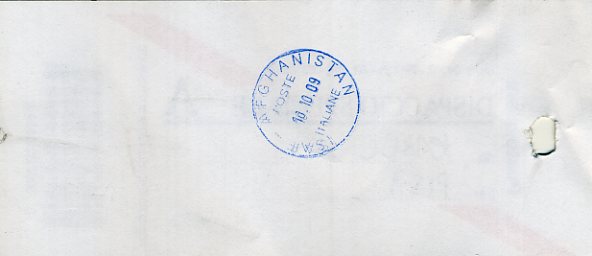 AFGHANISTAN
POSTE
10.10.09
ITALIANE
ISAF